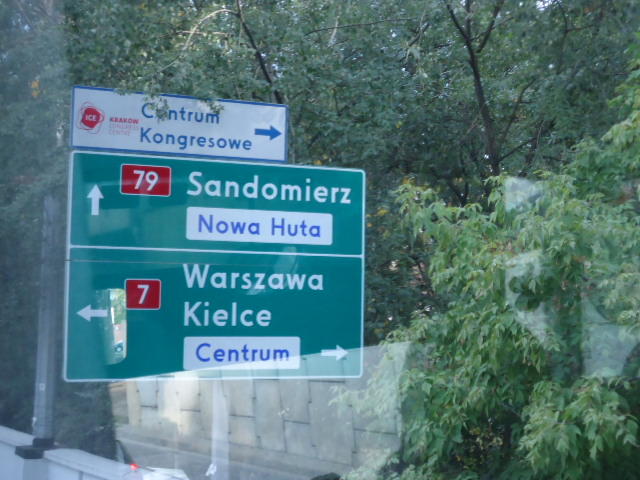 ICE
KRAKÓW
CONGRESS
CENTRE
Centrum
Kongresowe
79 Sandomierz
Nowa Huta
7 Warszawa
Kielce
Centrum